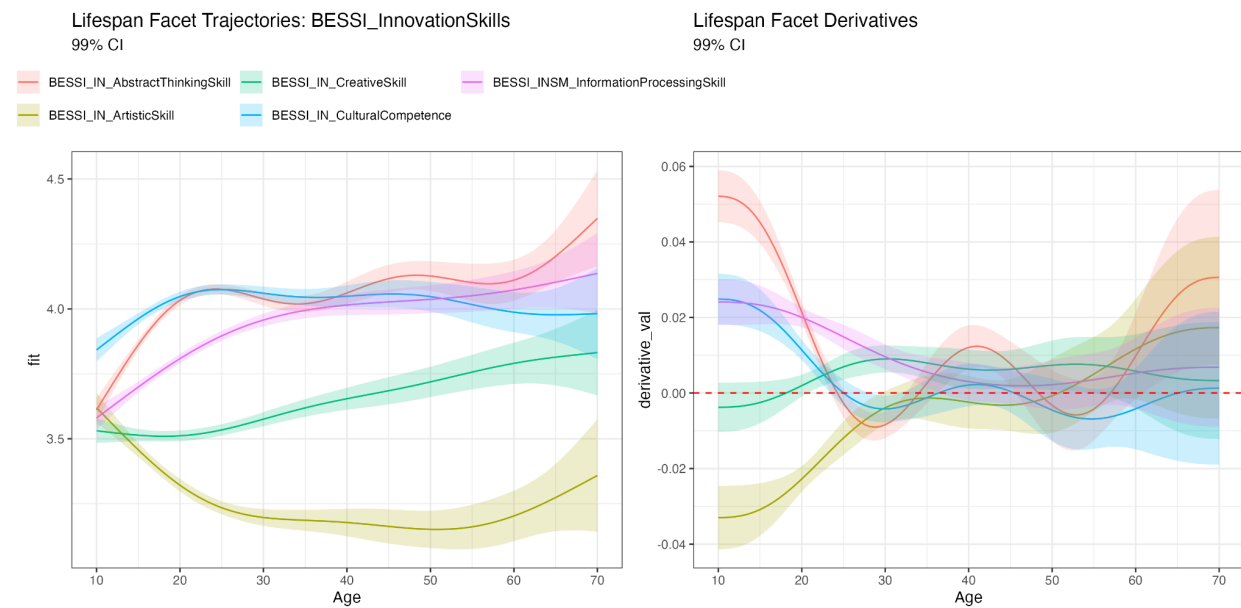 Lifespan Facet Trajectories: BESSI_InnovationSkills
99% CI
BESSI_IN_AbstractThinkingSkill
BESSI_IN_CreativeSkill
BESSI_INSM_InformationProcessingSkill
BESSI_IN_ArtisticSkill
BESSI_IN_CulturalCompetence
fit
4.5
4.0
3.5
10 20 30 40 50 60 70
Age
Lifespan Facet Derivatives
99% CI
derivative_val
0.06
0.04
0.02
0.00
-0.02
-0.04
10 20 30 40 50 60 70
Age